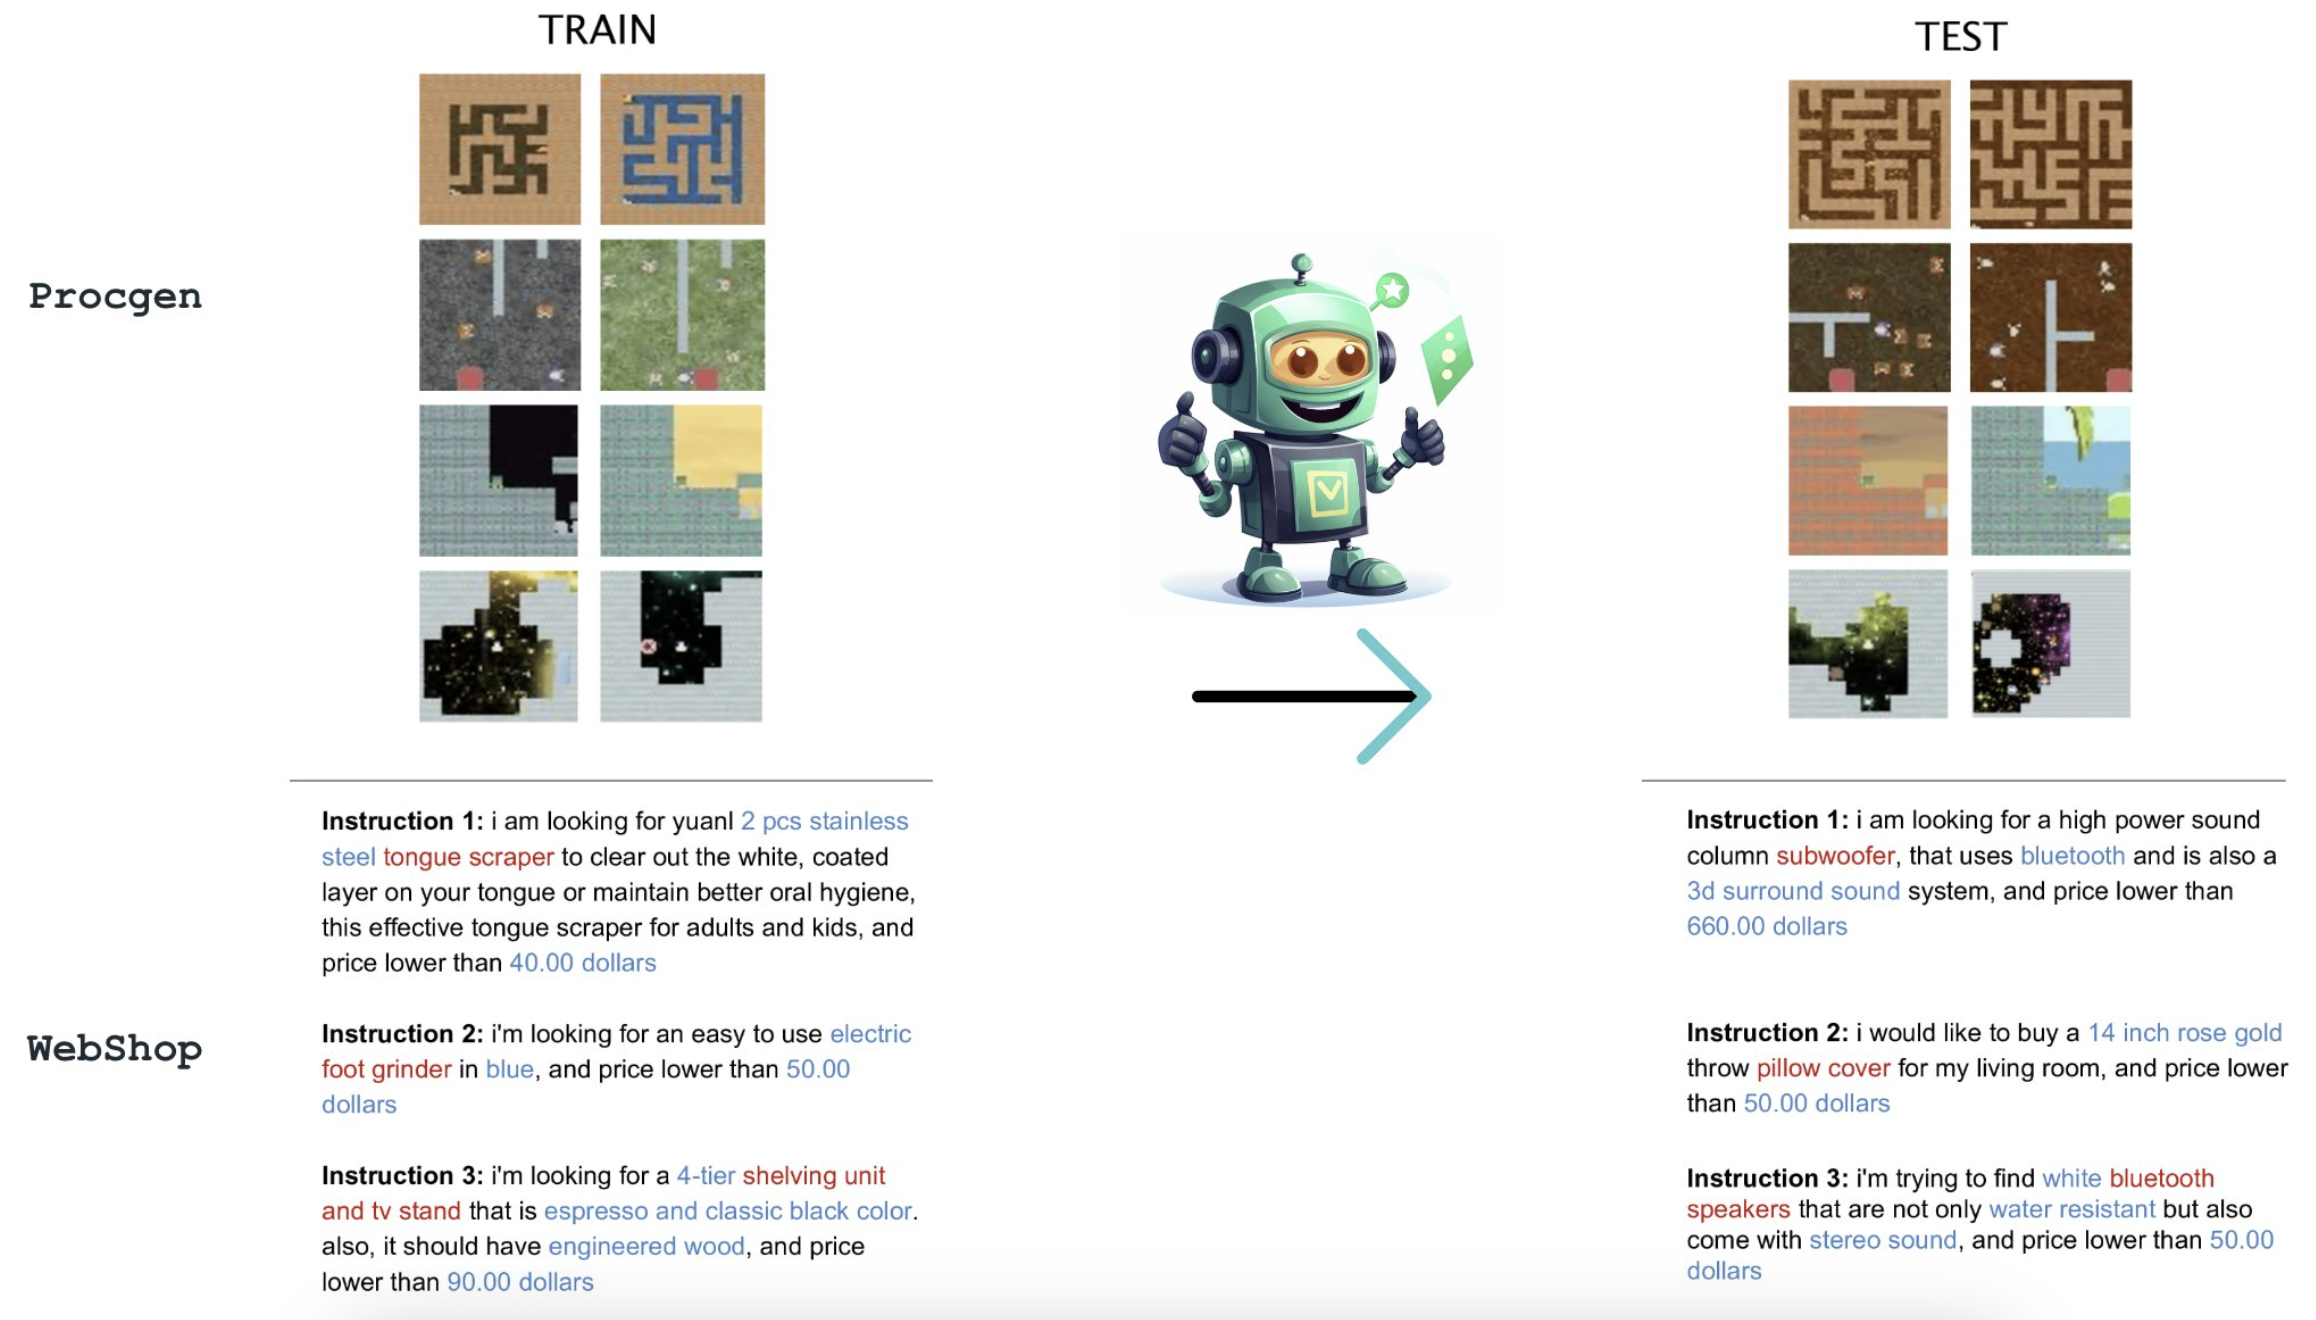 TRAIN
TEST
Procgen
WebShop
Instruction 1: i am looking for yuanl 2 pcs stainless
steel tongue scraper to clear out the white, coated
layer on your tongue or maintain better oral hygiene,
this effective tongue scraper for adults and kids, and
price lower than 40.00 dollars
Instruction 2: i'm looking for an easy to use electric
foot grinder in blue, and price lower than 50.00
dollars
Instruction 3: i'm looking for a 4-tier shelving unit
and tv stand that is espresso and classic black color.
also, it should have engineered wood, and price
lower than 90.00 dollars
Instruction 1: i am looking for a high power sound
column subwoofer, that uses bluetooth and is also a
3d surround sound system, and price lower than
660.00 dollars
Instruction 2: i would like to buy a 14 inch rose gold
throw pillow cover for my living room, and price lower
than 50.00 dollars
Instruction 3: i'm trying to find white bluetooth
speakers that are not only water resistant but also
come with stereo sound, and price lower than 50.00
dollars